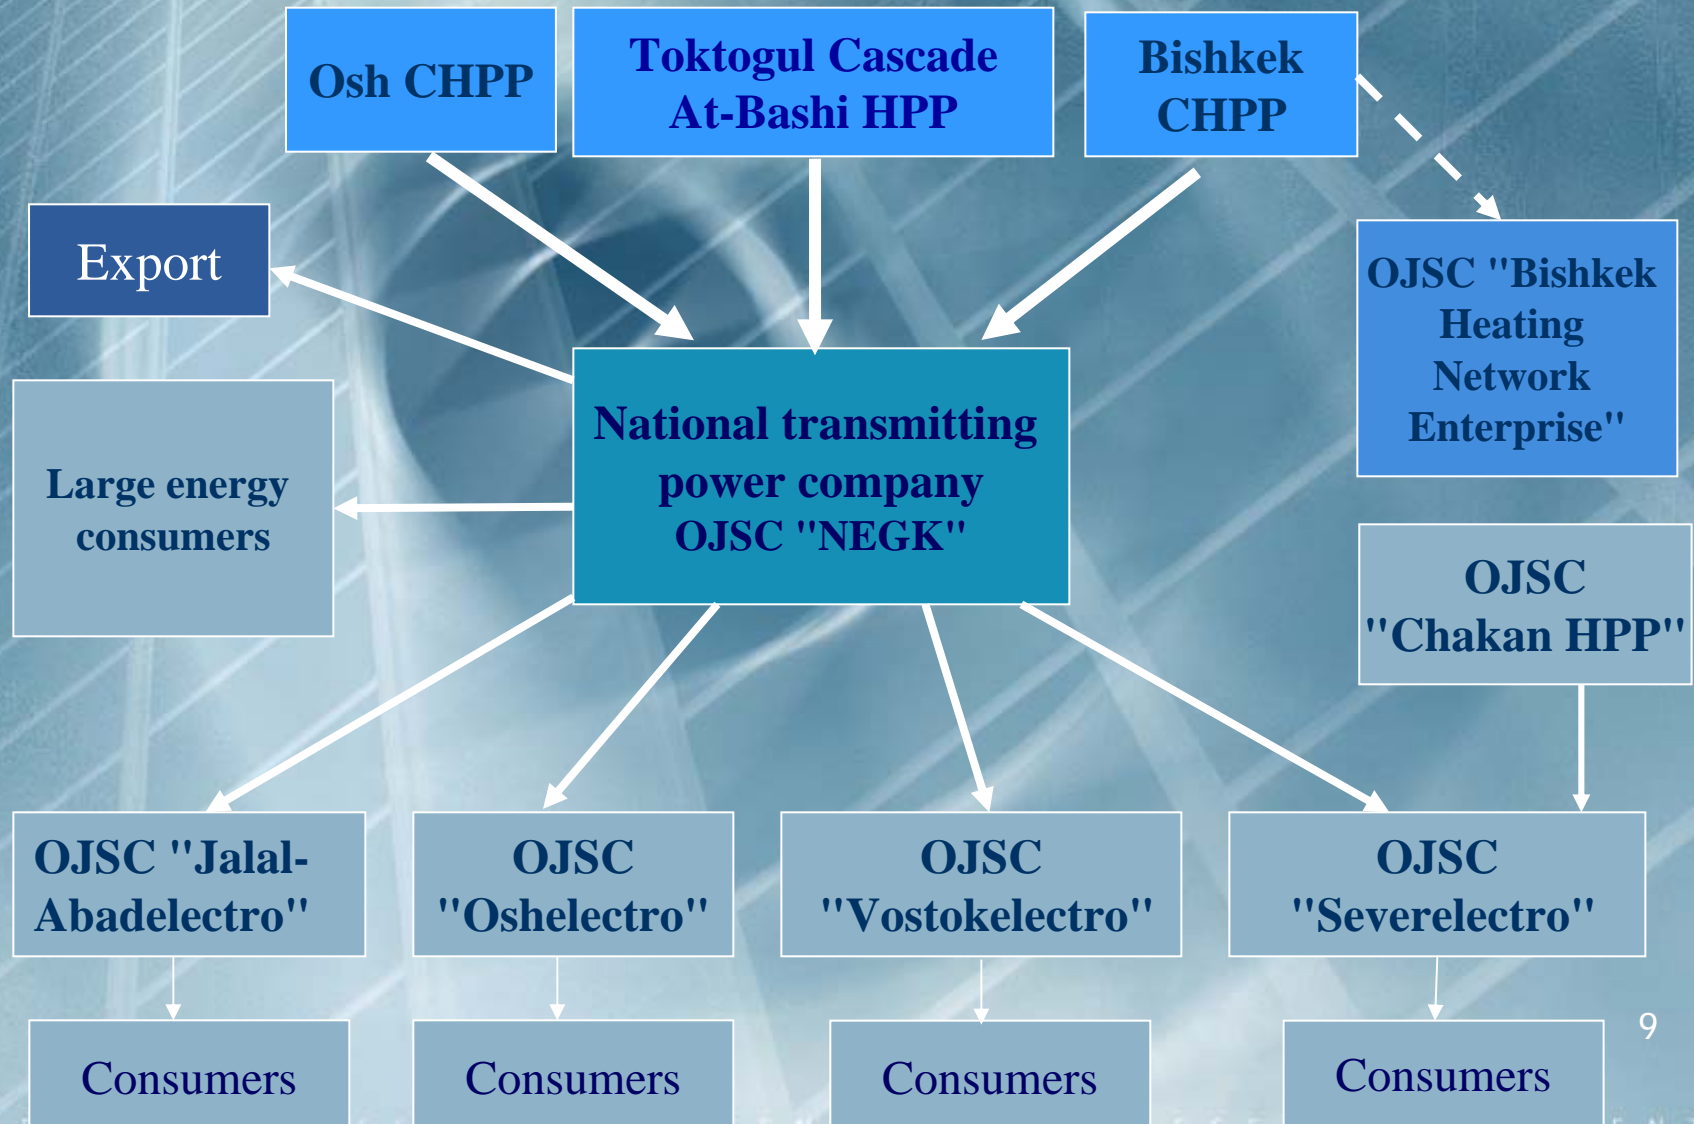 Osh CHPP
Toktogul Cascade
At-Bashi HPP
Bishkek
CHPP
Export
OJSC "Bishkek
Heating
Network
Enterprise"
Large energy
consumers
National transmitting
power company
OJSC "NEGK"
OJSC
"Chakan HPP"
OJSC "Jalal-
Abadelectro"
OJSC
"Oshelectro"
OJSC
"Vostokelectro"
OJSC
"Severelectro"
9
Consumers
Consumers
Consumers
Consumers